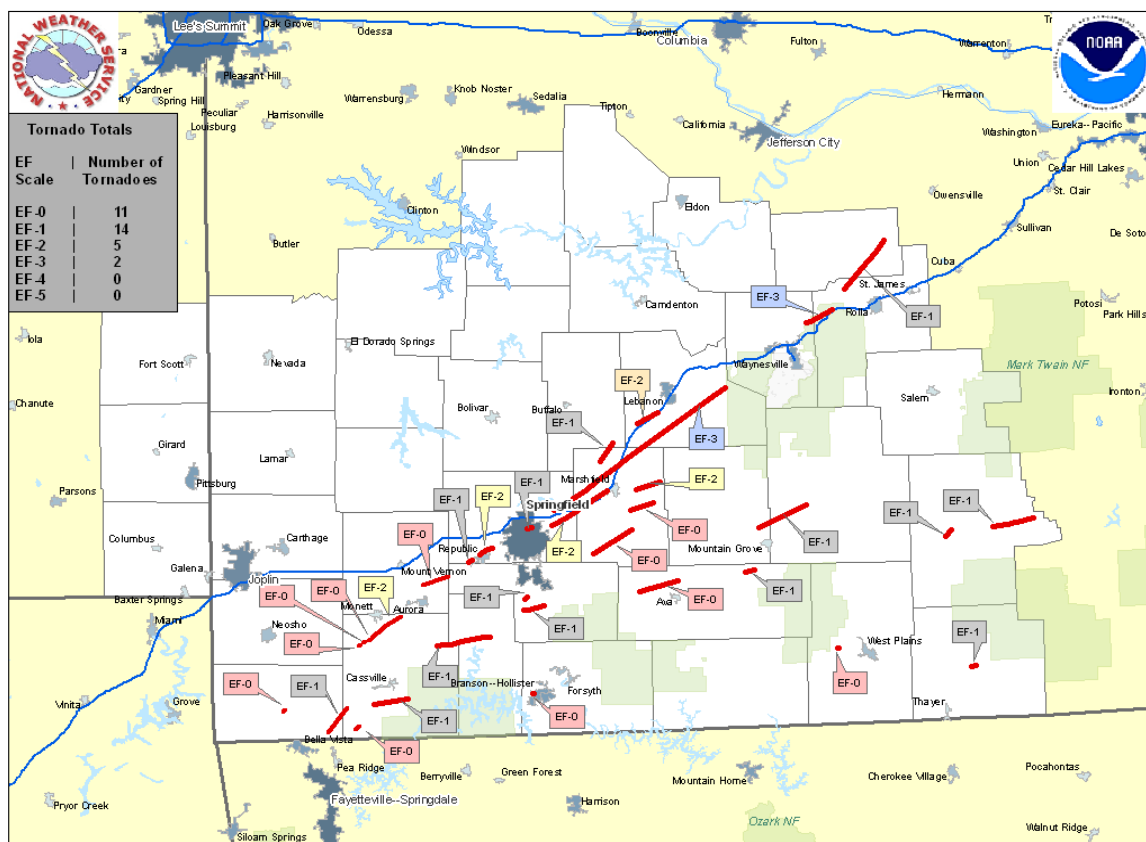 Lee's Summit
Oak Grove
Odessa
Boonville
Columbia
Fulton
Warrenton
NATIONAL WEATHER SERVICE
NOAA
Pleasant Hill
Gardner
Spring Hill
Peculiar
Louisburg
Harrisonville
Warrensburg
Knob Noster
Sedalia
Tipton
California
Jefferson City
Hermann
Washington
Eureka--Pacific
Union
Cedar Hill Lakes
St. Clair
Owensville
Sullivan
De Soto
Tornado Totals
EF | Number of
Scale Tornadoes
EF-0 | 11
EF-1 | 14
EF-2 | 5
EF-3 | 2
EF-4 | 0
EF-5 | 0
Windsor
Clinton
Butler
Eldon
Cuba
St. James
Rolla
EF-3
EF-1
Camdenton
Potosi
Park Hills
Iola
Fort Scott
Nevada
El Dorado Springs
Waynesville
Mark Twain NF
Ironton
Chanute
Bolivar
Buffalo
EF-2
Lebanon
Salem
EF-1
EF-3
Girard
Lamar
Pittsburg
Parsons
Marshfield
EF-1
EF-2
EF-1
EF-2
Springfield
EF-0
EF-1
EF-1
Columbus
Carthage
Republic
EF-2
EF-0
Mountain Grove
EF-1
EF-0
Galena
Joplin
Mount Vernon
EF-0
EF-0
EF-0
EF-2
Monett
Aurora
EF-1
EF-1
Ava
EF-0
EF-1
Baxter Springs
Miami
Neosho
EF-0
West Plains
EF-1
EF-0
Cassville
EF-1
Branson--Hollister
Forsyth
EF-0
EF-0
EF-1
EF-1
EF-0
Thayer
Vinita
Grove
Bella Vista
Pea Ridge
Berryville
Green Forest
Mountain Home
Cherokee Village
Pocahontas
Pryor Creek
Fayetteville--Springdale
Harrison
Ozark NF
Walnut Ridge
Siloam Springs